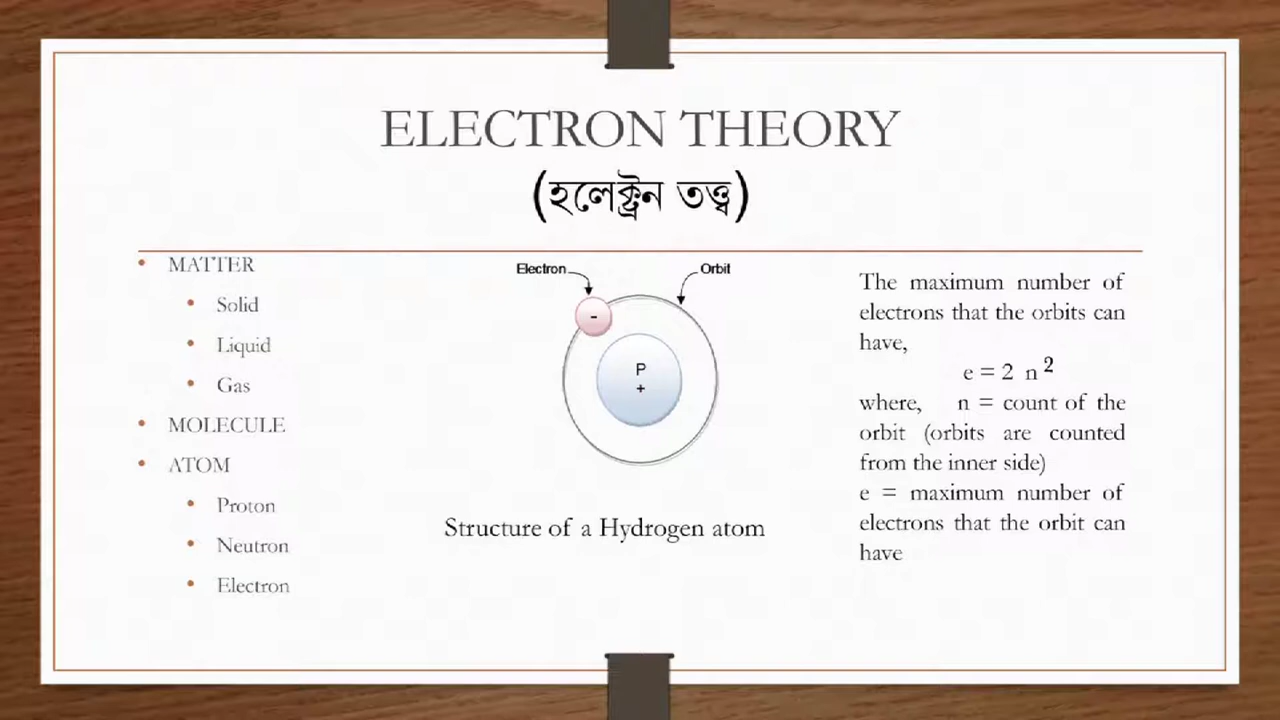 ELECTRON THEORY
(হলেক্ট্রন তত্ত্ব)
• MATTER
• Solid
• Liquid
• Gas
• MOLECULE
• ATOM
• Proton
• Neutron
• Electron
Electron
Orbit
-
P
+
Structure of a Hydrogen atom
The maximum number of
electrons that the orbits can
have,
e = 2 n²
where, n = count of the
orbit (orbits are counted
from the inner side)
e = maximum number of
electrons that the orbit can
have